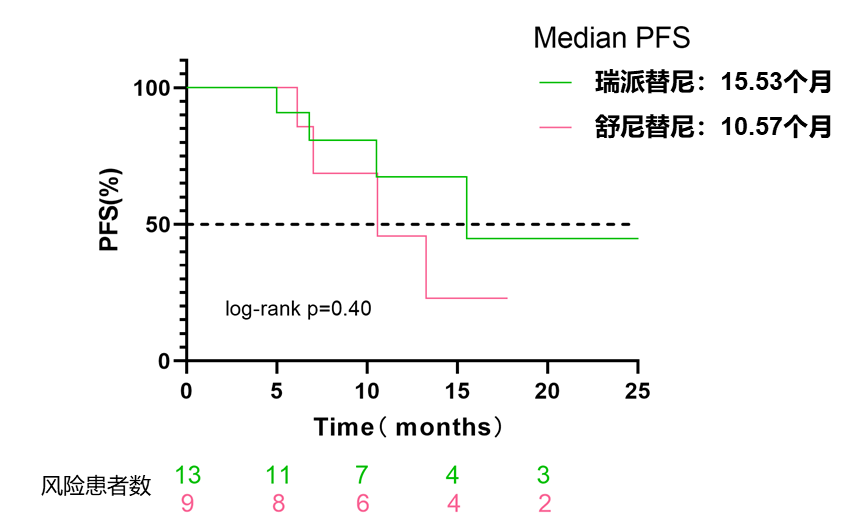 Median PFS
瑞派替尼：15.53个月
舒尼替尼：10.57个月
100
50
0
PFS(%)
log-rank p=0.40
0 5 10 15 20 25
Time（months）
风险患者数
13 11 7 4 3
9 8 6 4 2